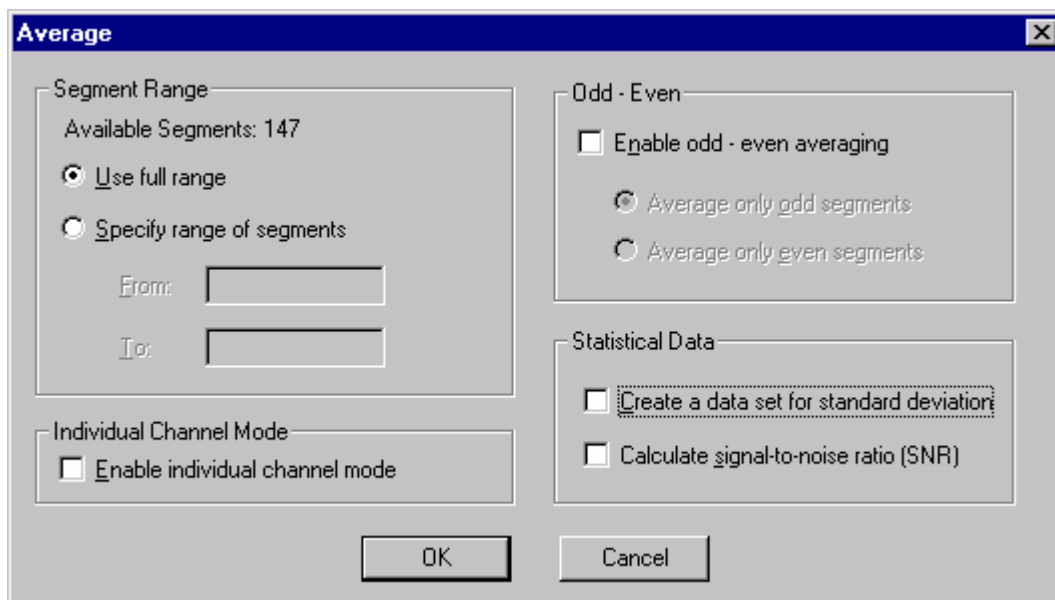 Average
Segment Range
Available Segments: 147
Use full range
Specify range of segments
From:
To:
Individual Channel Mode
Enable individual channel mode
Odd - Even
Enable odd - even averaging
Average only odd segments
Average only even segments
Statistical Data
Create a data set for standard deviation
Calculate signal-to-noise ratio (SNR)
OK
Cancel